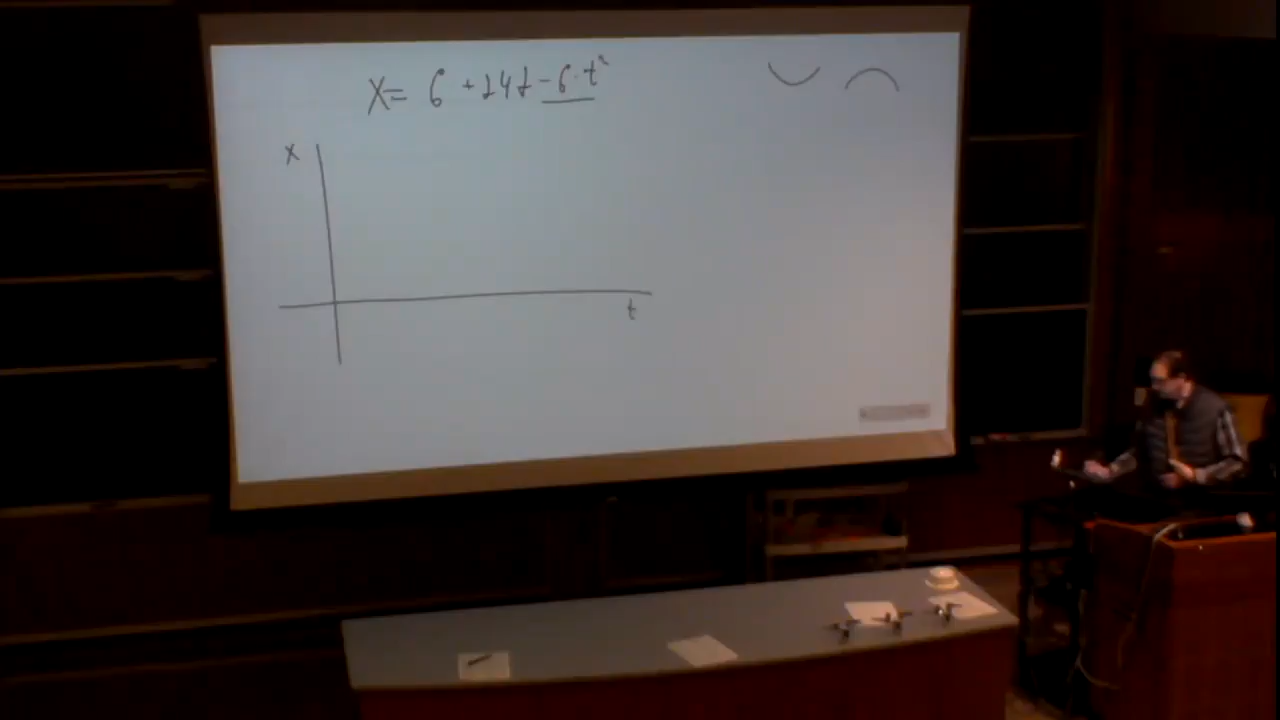 x = 6 + 24t - 6·t²
x
t